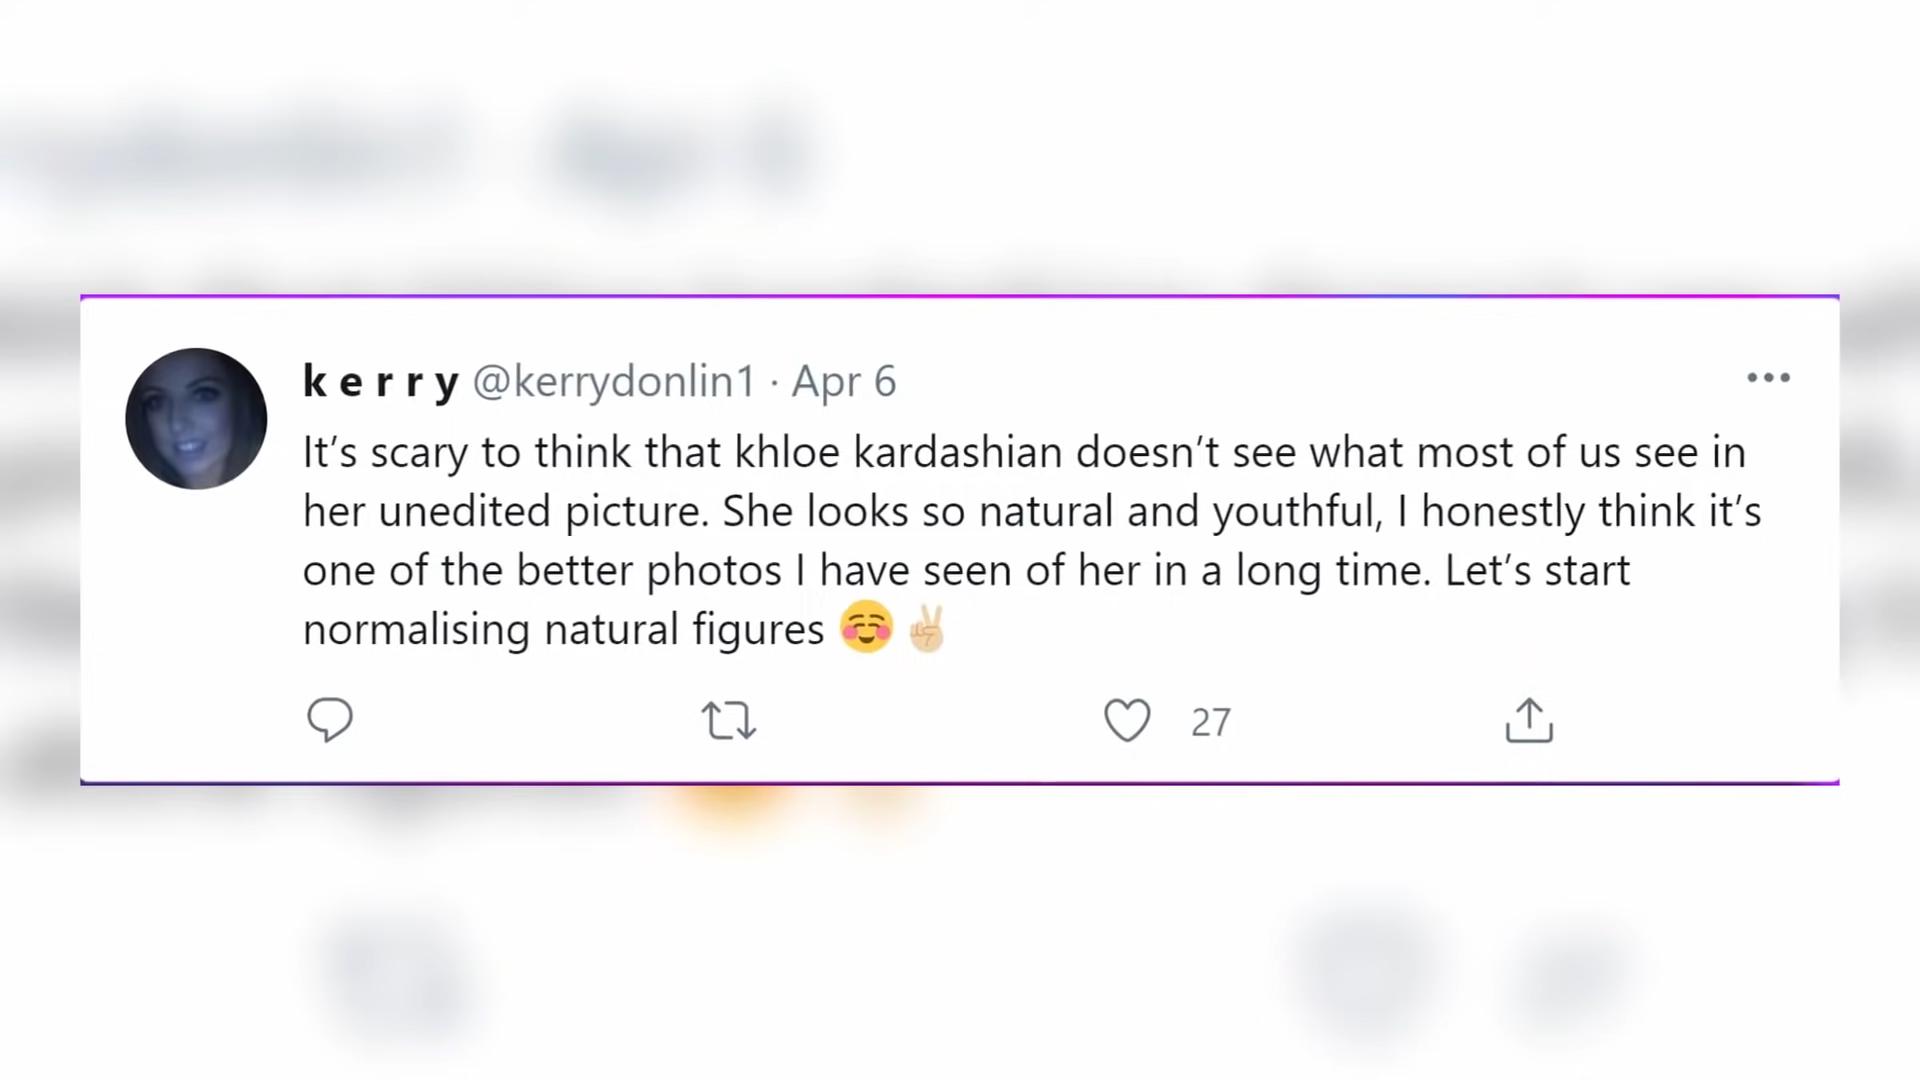 k e r r y @kerrydonlin1 · Apr 6
It’s scary to think that khloe kardashian doesn’t see what most of us see in
her unedited picture. She looks so natural and youthful, I honestly think it’s
one of the better photos I have seen of her in a long time. Let’s start
normalising natural figures ☺️✌🏼
27